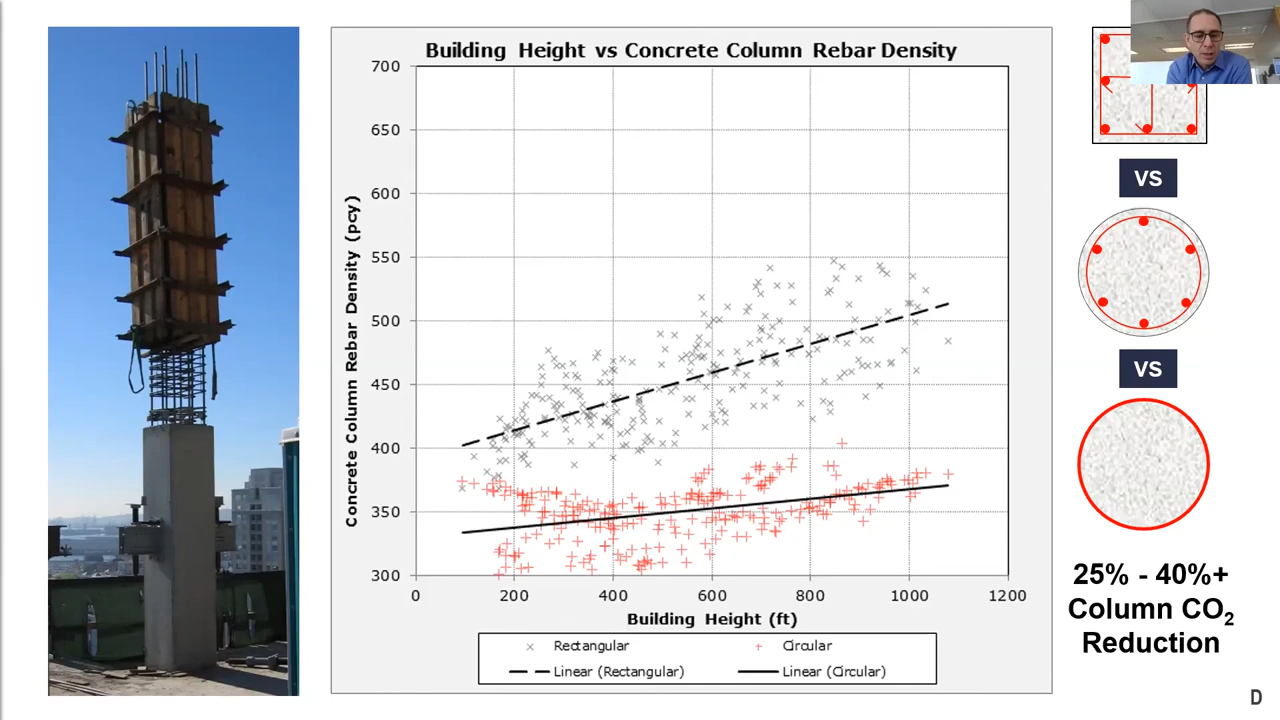 Building Height vs Concrete Column Rebar Density
Concrete Column Rebar Density (pcy)
700
650
600
550
500
450
400
350
300
0 200 400 600 800 1000 1200
Building Height (ft)
Rectangular Circular
Linear (Rectangular) Linear (Circular)
VS
VS
25% - 40%+
Column CO2
Reduction
D